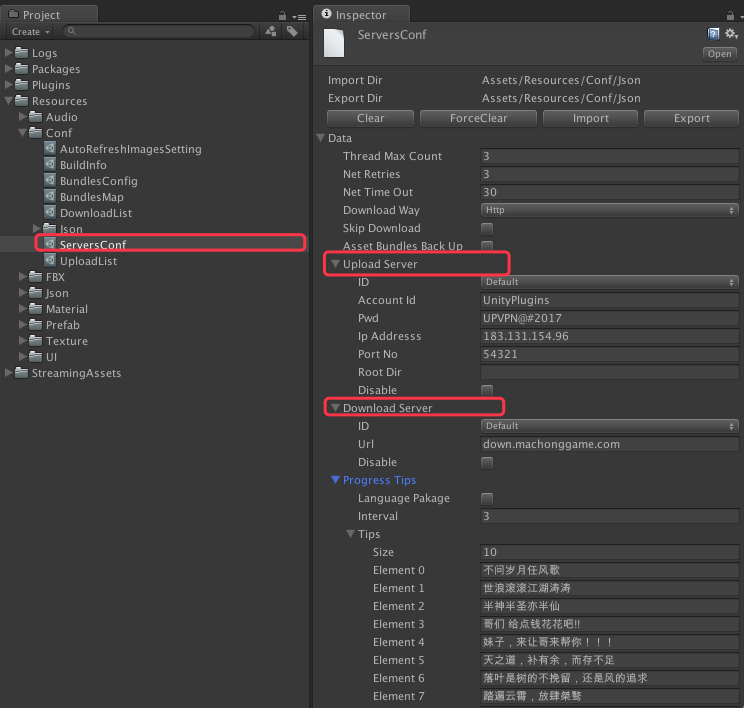 Project
Create
Logs
Packages
Plugins
Resources
Audio
Conf
AutoRefreshImagesSetting
BuildInfo
BundlesConfig
BundlesMap
DownloadList
Json
ServersConf
UploadList
FBX
Json
Material
Prefab
Texture
UI
StreamingAssets
Inspector
ServersConf
Open
Import Dir Assets/Resources/Conf/Json
Export Dir Assets/Resources/Conf/Json
Clear ForceClear Import Export
Data
Thread Max Count 3
Net Retries 3
Net Time Out 30
Download Way Http
Skip Download
Asset Bundles Back Up
Upload Server
ID Default
Account Id UnityPlugins
Pwd UPVPN@#2017
Ip Addresss 183.131.154.96
Port No 54321
Root Dir
Disable
Download Server
ID Default
Url down.machonggame.com
Disable
Progress Tips
Language Pakage
Interval 3
Tips
Size 10
Element 0 不问岁月任风歌
Element 1 世浪滚滚江湖涛涛
Element 2 半神半圣亦半仙
Element 3 哥们 给点钱花花吧!!
Element 4 妹子，来让哥来帮你！！！
Element 5 天之道，补有余，而存不足
Element 6 落叶是树的不挽留，还是风的追求
Element 7 踏遍云霄，放肆桀骜